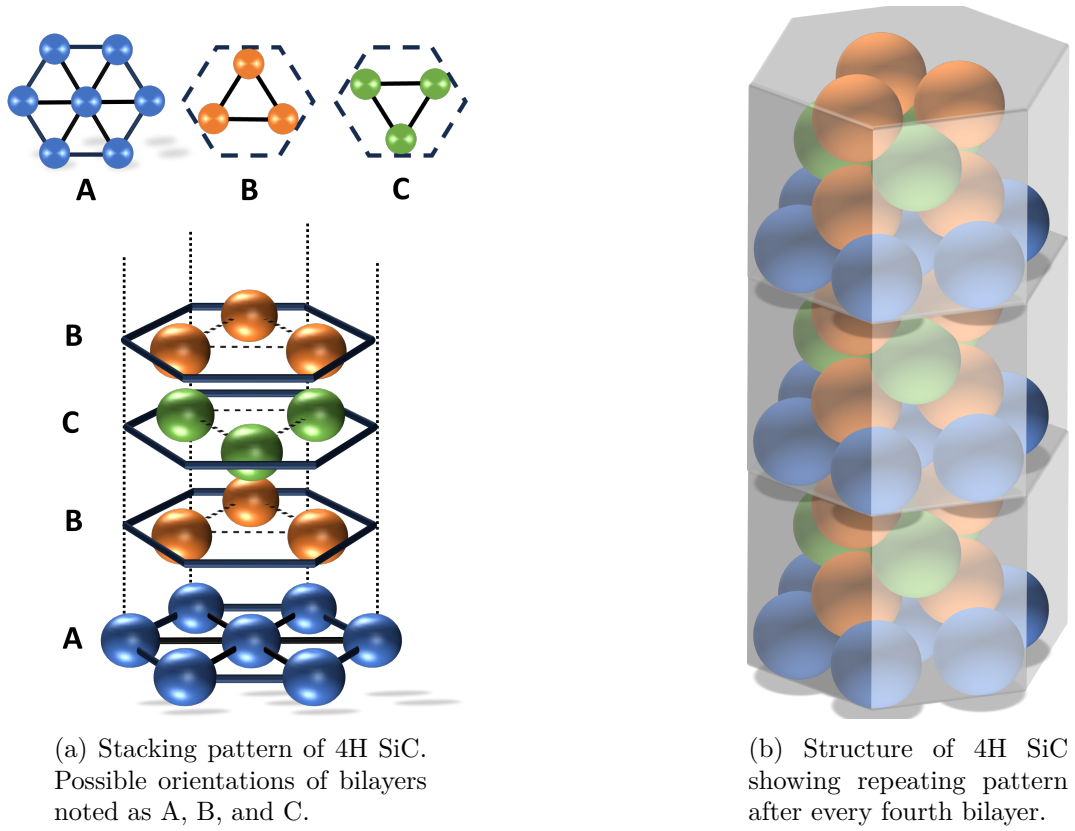 A
B
C
B
C
B
A
(a) Stacking pattern of 4H SiC.
Possible orientations of bilayers
noted as A, B, and C.
(b) Structure of 4H SiC
showing repeating pattern
after every fourth bilayer.